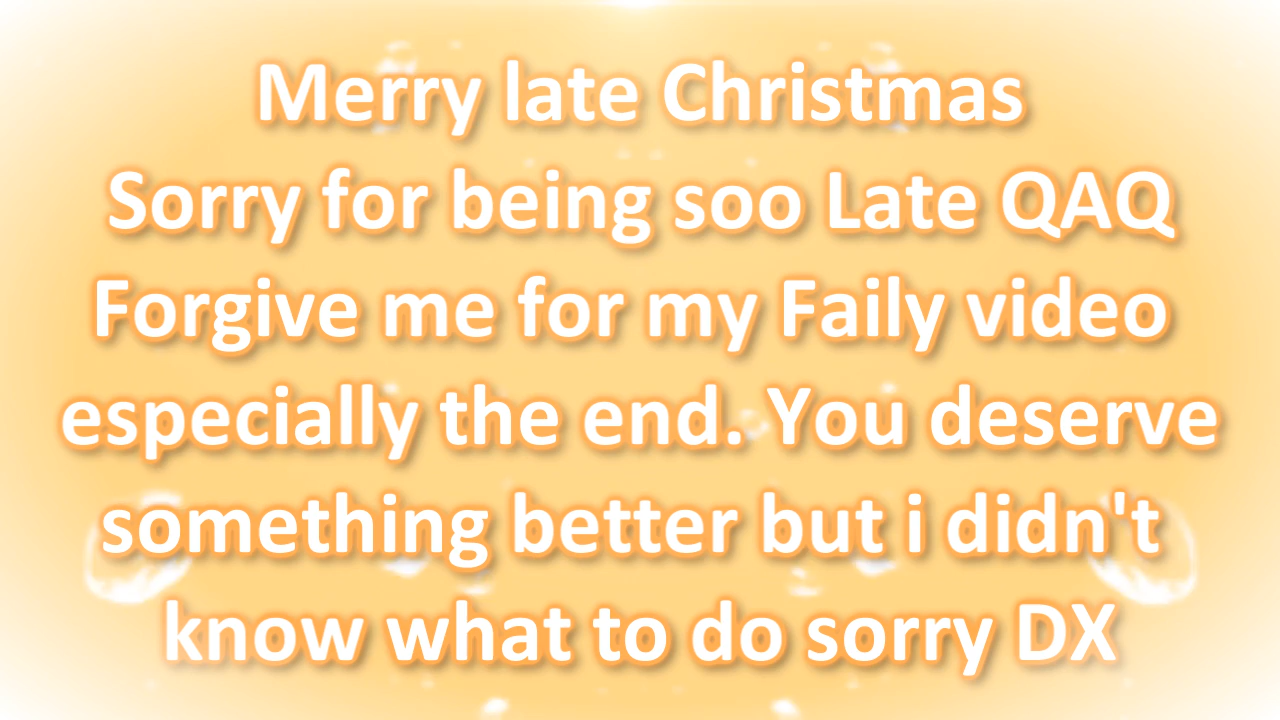 Merry late Christmas
Sorry for being soo Late QAQ
Forgive me for my Faily video
especially the end. You deserve
something better but i didn't
know what to do sorry DX